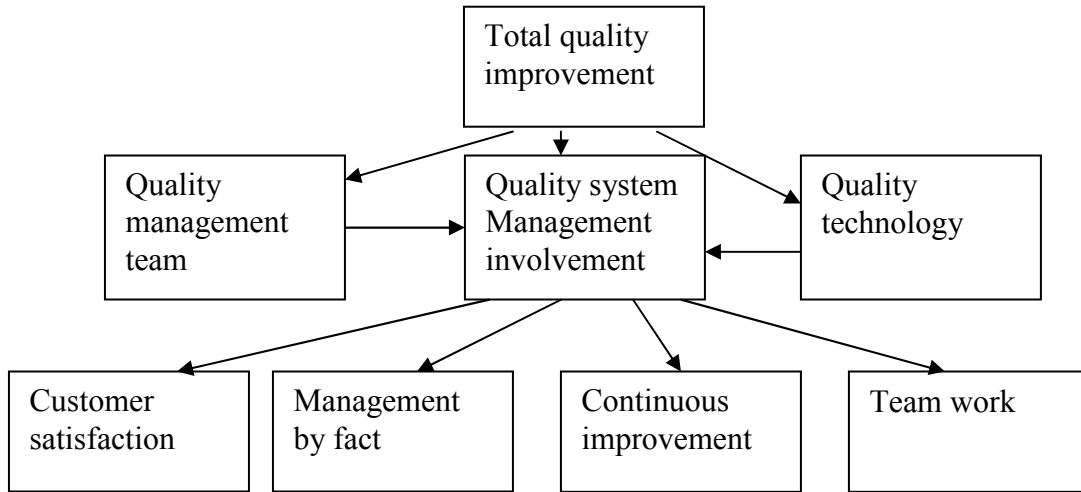 Total quality
improvement
Quality
management
team
Quality system
Management
involvement
Quality
technology
Customer
satisfaction
Management
by fact
Continuous
improvement
Team work